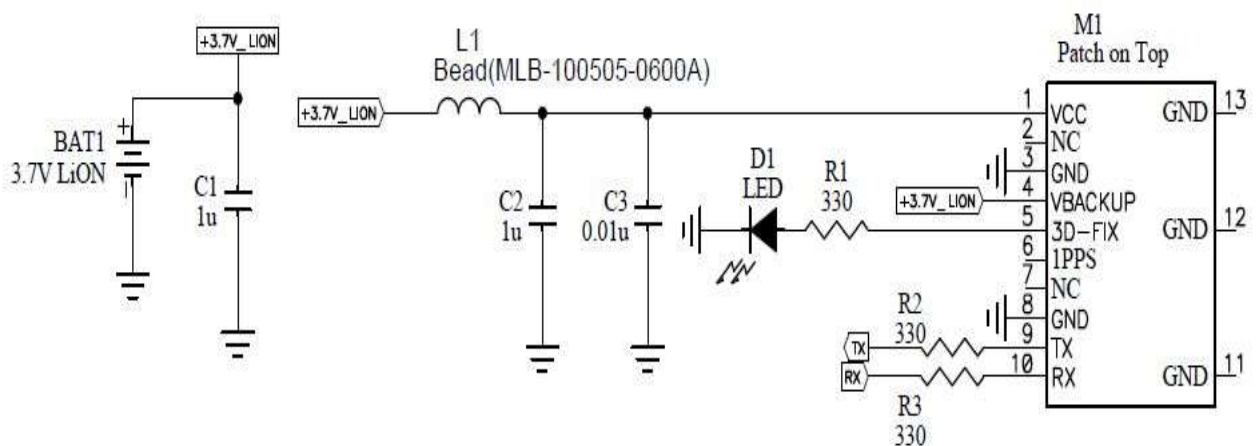 +3.7V_LION
BAT1
3.7V LiON
+
C1
1u
L1
Bead(MLB-100505-0600A)
+3.7V_LION
C2
1u
C3
0.01u
D1
LED
R1
330
+3.7V_LION
R2
330
TX
RX
R3
330
M1
Patch on Top
1 VCC
2 NC
3 GND
4 VBACKUP
5 3D-FIX
6 1PPS
7 NC
8 GND
9 TX
10 RX
GND 13
GND 12
GND 11